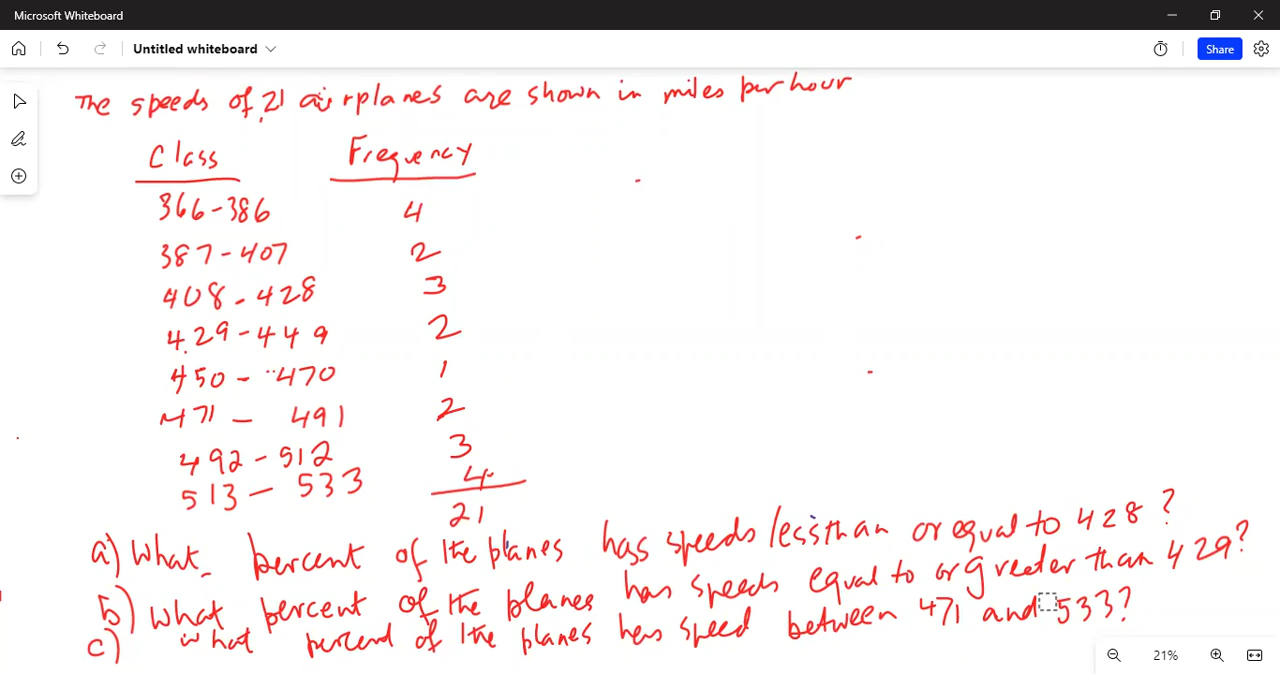 Microsoft Whiteboard
Untitled whiteboard
Share
The speeds of 21 airplanes are shown in miles per hour
Class Frequency
366-386 4
387-407 2
408-428 3
429-449 2
450-470 1
471-491 2
492-512 3
513-533 4
21
a) What percent of the planes has speeds less than or equal to 428?
b) what percent of the planes has speeds equal to or greater than 429?
c) what percent of the planes has speed between 471 and 533?
21%